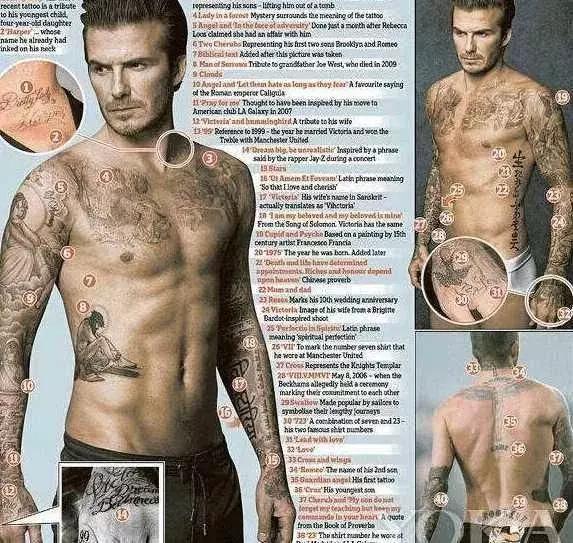 recent tattoo is a tribute
to his youngest child,
four-year-old daughter
2 'Harper' ... whose
name he already had
inked on his neck
representing his sons - lifting him out of a tomb
4 Lady in a forest Mystery surrounds the meaning of the tattoo
5 Angel and 'In the face of adversity' Done just a month after Rebecca
Loos claimed she had an affair with him
6 Two Cherubs Representing his first two sons Brooklyn and Romeo
7 Biblical text Added after this picture was taken
8 Man of Sorrows Tribute to grandfather Joe West, who died in 2009
9 Clouds
10 Angel and 'Let them hate as long as they fear' A favourite saying
of the Roman emperor Caligula
11 'Pray for me' Thought to have been inspired by his move to
American club LA Galaxy in 2007
12 'Victoria' and hummingbird A tribute to his wife
13 '99' Reference to 1999 - the year he married Victoria and won the
Treble with Manchester United
14 'Dream big, be unrealistic' Inspired by a phrase
said by the rapper Jay-Z during a concert
15 Stars
16 'Ut Amem Et Foveam' Latin phrase meaning
'So that I love and cherish'
17 'Victoria' His wife's name in Sanskrit -
actually translates as 'Vihctoria'
18 'I am my beloved and my beloved is mine'
From the Song of Solomon. Victoria has the same
19 Cupid and Psyche Based on a painting by 15th
century artist Francesco Francia
20 '1975' The year he was born. Added later
21 'Death and life have determined
appointments. Riches and honour depend
upon heaven' Chinese proverb
22 Mum and dad
23 Roses Marks his 10th wedding anniversary
24 Victoria Image of his wife from a Brigitte
Bardot-inspired shoot
25 'Perfectio in Spiritu' Latin phrase
meaning 'spiritual perfection'
26 'VII' To mark the number seven shirt that
he wore at Manchester United
27 Cross Represents the Knights Templar
28 'VIII.V.MMVI' May 8, 2006 - when the
Beckhams allegedly held a ceremony
marking their commitment to each other
29 Swallow Made popular by sailors to
symbolise their lengthy journeys
30 '723' A combination of seven and 23 -
his two famous shirt numbers
31 'Lead with love'
32 'Love'
33 Cross and wings
34 'Romeo' The name of his 2nd son
35 Guardian angel His first tattoo
36 'Cruz' His youngest son
37 Cherub and 'My son do not
forget my teaching but keep my
commands in your heart' A quote
from the Book of Proverbs
38 '23' The shirt number he wore at
1
2
3
4
5
6
7
8
9
10
11
12
13
14
15
16
17
18
19
20
21
22
23
24
25
26
27
28
29
30
31
32
33
34
35
36
37
38
39
40
Pretty Lady
99